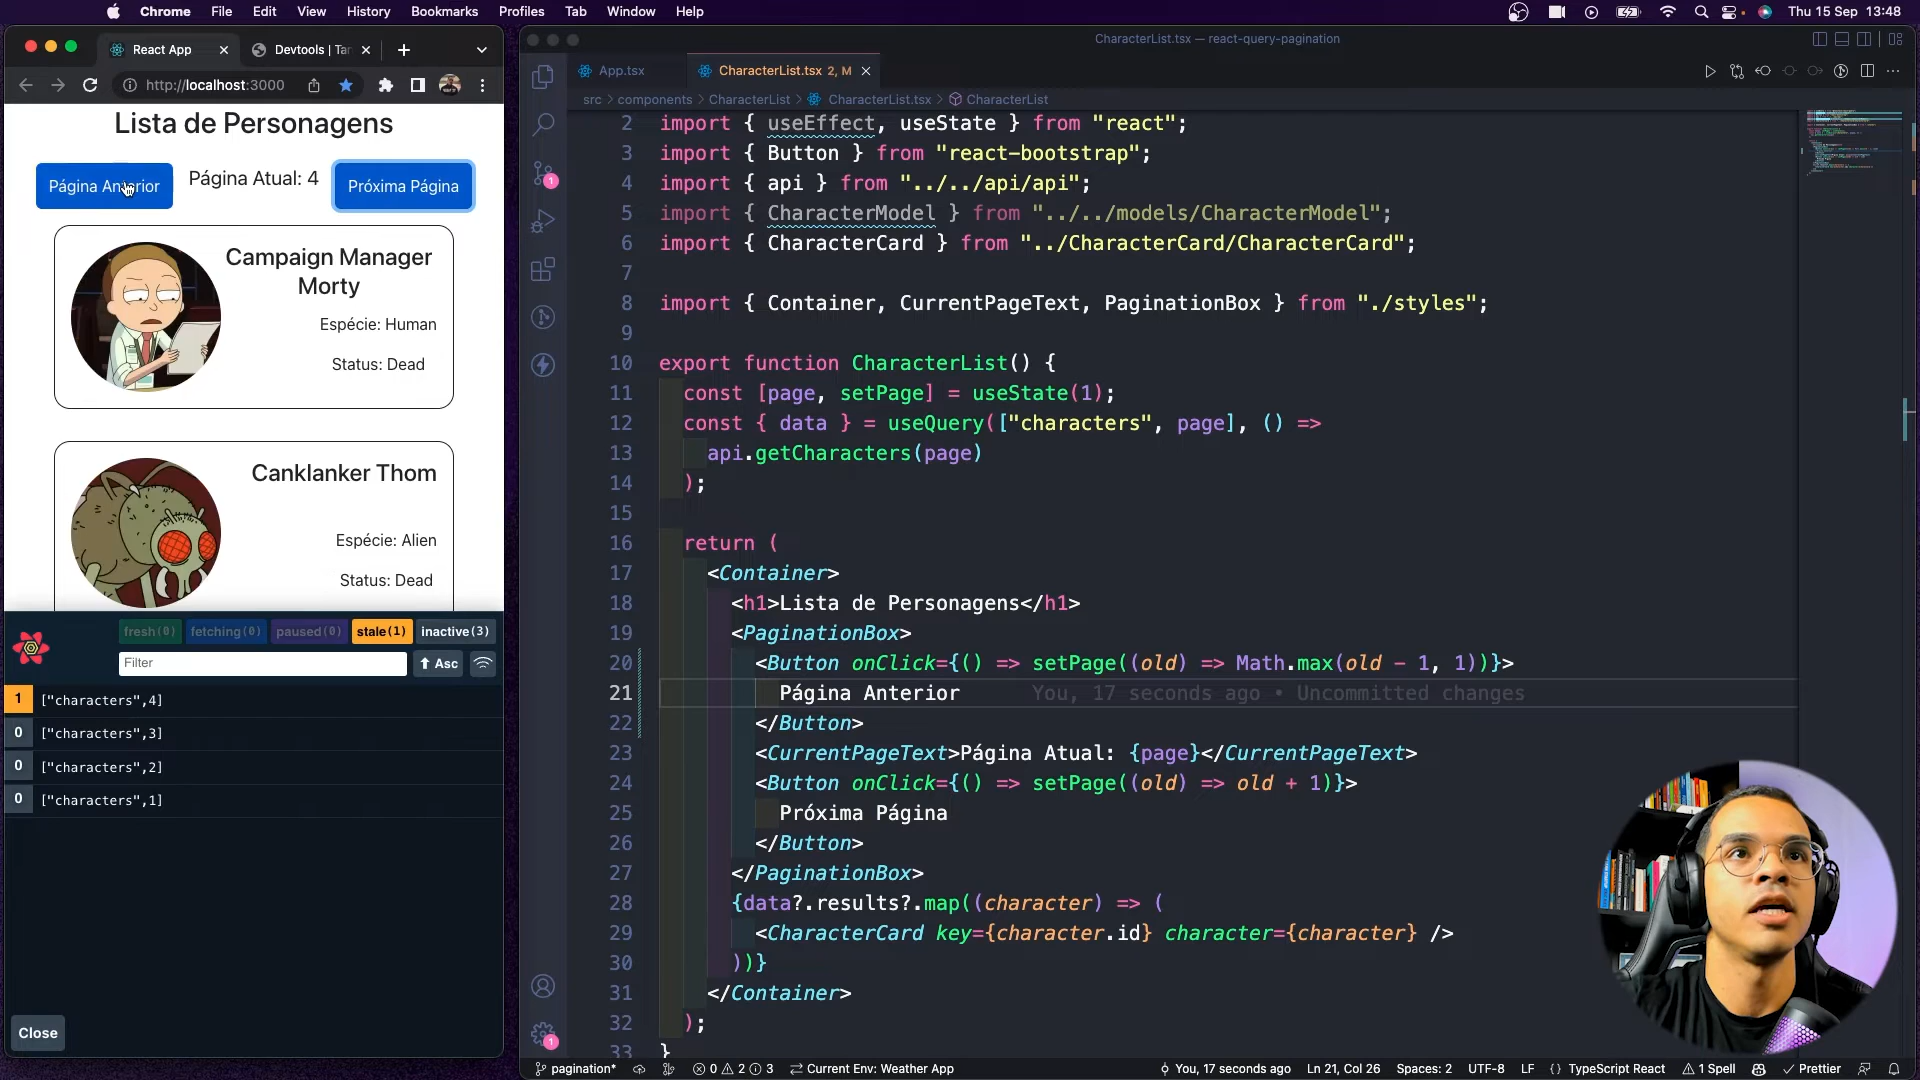 Chrome File Edit View History Bookmarks Profiles Tab Window Help
Thu 15 Sep 13:48
React App
Devtools | Tan
http://localhost:3000
Lista de Personagens
Página Anterior
Página Atual: 4
Próxima Página
Campaign Manager
Morty
Espécie: Human
Status: Dead
Canklanker Thom
Espécie: Alien
Status: Dead
fresh(0) fetching(0) paused(0) stale(1) inactive(3)
Filter
Asc
1 ["characters",4]
0 ["characters",3]
0 ["characters",2]
0 ["characters",1]
Close
CharacterList.tsx — react-query-pagination
App.tsx
CharacterList.tsx 2, M
src > components > CharacterList > CharacterList.tsx > CharacterList
2 import { useEffect, useState } from "react";
3 import { Button } from "react-bootstrap";
4 import { api } from "../../api/api";
5 import { CharacterModel } from "../../models/CharacterModel";
6 import { CharacterCard } from "../CharacterCard/CharacterCard";
7
8 import { Container, CurrentPageText, PaginationBox } from "./styles";
9
10 export function CharacterList() {
11 const [page, setPage] = useState(1);
12 const { data } = useQuery(["characters", page], () =>
13 api.getCharacters(page)
14 );
15
16 return (
17 <Container>
18 <h1>Lista de Personagens</h1>
19 <PaginationBox>
20 <Button onClick={() => setPage((old) => Math.max(old - 1, 1))}>
21 Página Anterior You, 17 seconds ago • Uncommitted changes
22 </Button>
23 <CurrentPageText>Página Atual: {page}</CurrentPageText>
24 <Button onClick={() => setPage((old) => old + 1)}>
25 Próxima Página
26 </Button>
27 </PaginationBox>
28 {data?.results?.map((character) => (
29 <CharacterCard key={character.id} character={character} />
30 ))}
31 </Container>
32 );
33 }
1
1
pagination* 0 2 3 Current Env: Weather App
You, 17 seconds ago Ln 21, Col 26 Spaces: 2 UTF-8 LF {} TypeScript React 1 Spell Prettier